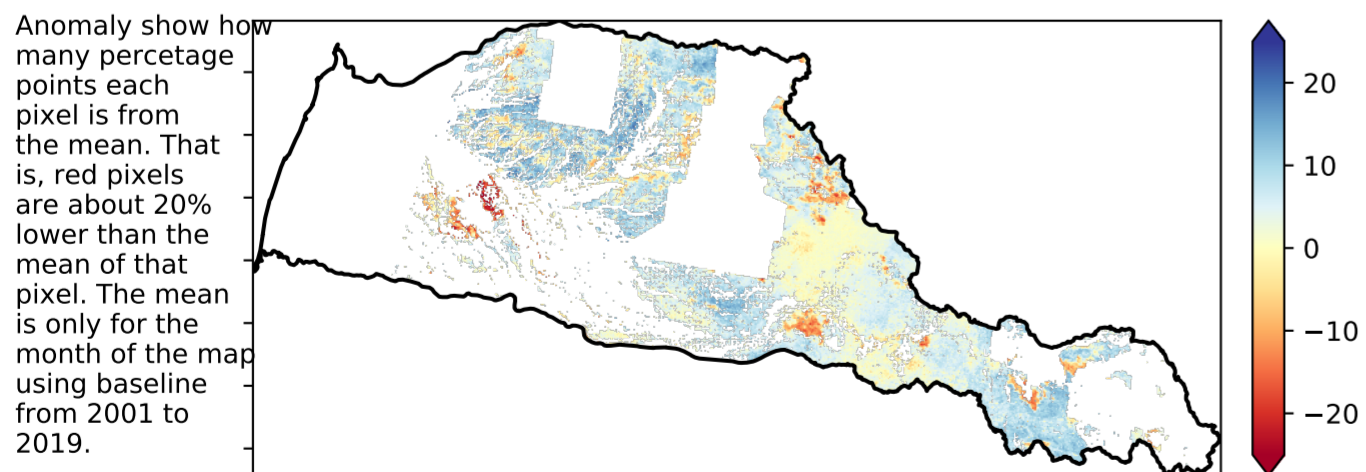 Anomaly show how
many percetage
points each
pixel is from
the mean. That
is, red pixels
are about 20%
lower than the
mean of that
pixel. The mean
is only for the
month of the map
using baseline
from 2001 to
2019.
20
10
0
−10
−20